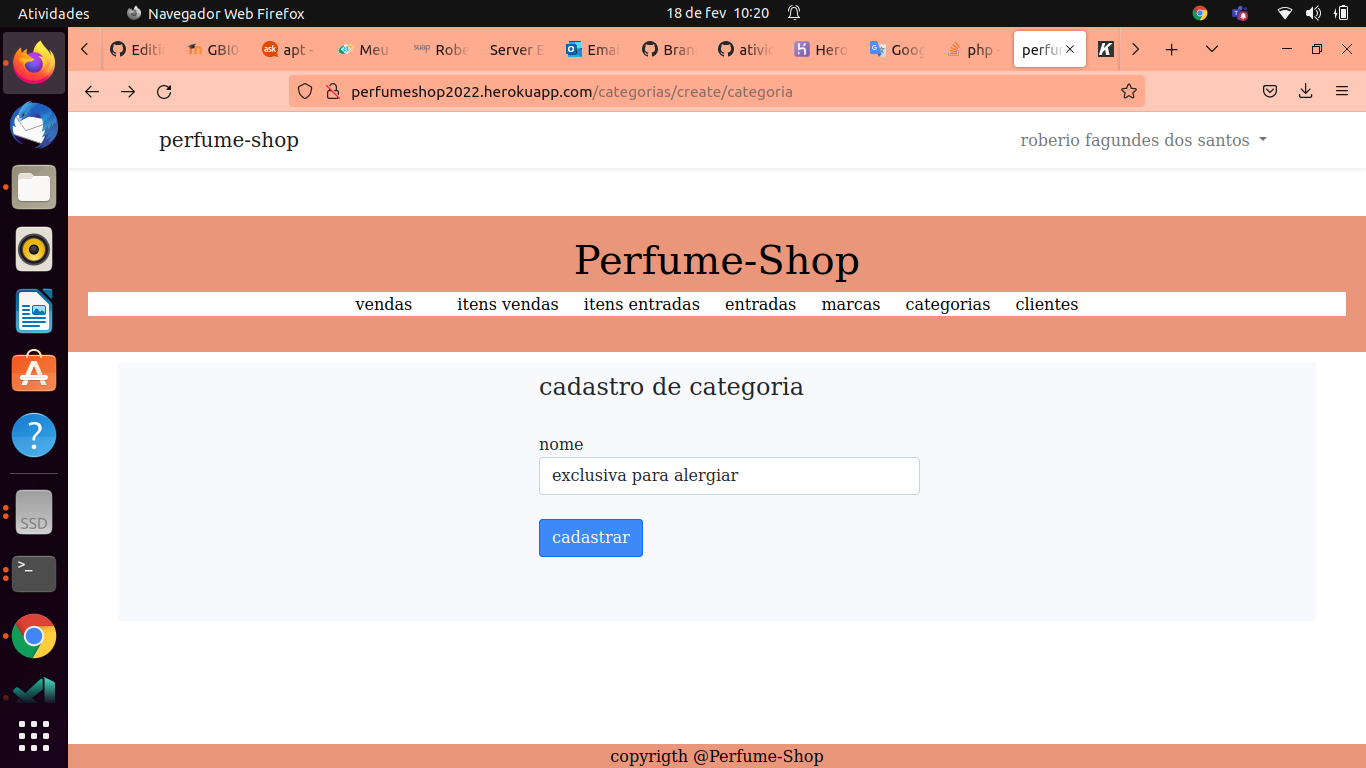 Atividades Navegador Web Firefox 18 de fev 10:20
Editi GBI0 apt - Meu suap Robe Server E Emai Bran ativi Hero Goog php - perfur
perfumeshop2022.herokuapp.com/categorias/create/categoria
perfume-shop roberio fagundes dos santos
Perfume-Shop
vendas itens vendas itens entradas entradas marcas categorias clientes
cadastro de categoria
nome
exclusiva para alergiar
cadastrar
SSD
>_
copyrigth @Perfume-Shop